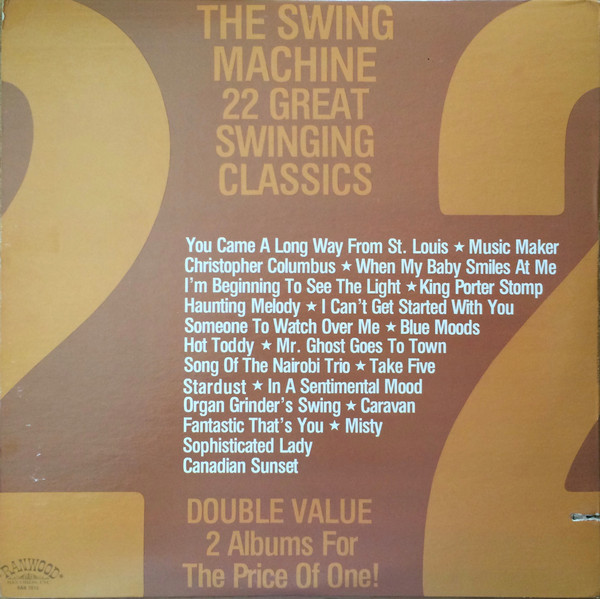 THE SWING
MACHINE
22 GREAT
SWINGING
CLASSICS
You Came A Long Way From St. Louis ★ Music Maker
Christopher Columbus ★ When My Baby Smiles At Me
I'm Beginning To See The Light ★ King Porter Stomp
Haunting Melody ★ I Can't Get Started With You
Someone To Watch Over Me ★ Blue Moods
Hot Toddy ★ Mr. Ghost Goes To Town
Song Of The Nairobi Trio ★ Take Five
Stardust ★ In A Sentimental Mood
Organ Grinder's Swing ★ Caravan
Fantastic That's You ★ Misty
Sophisticated Lady
Canadian Sunset
DOUBLE VALUE
2 Albums For
The Price Of One!
22
RANWOOD